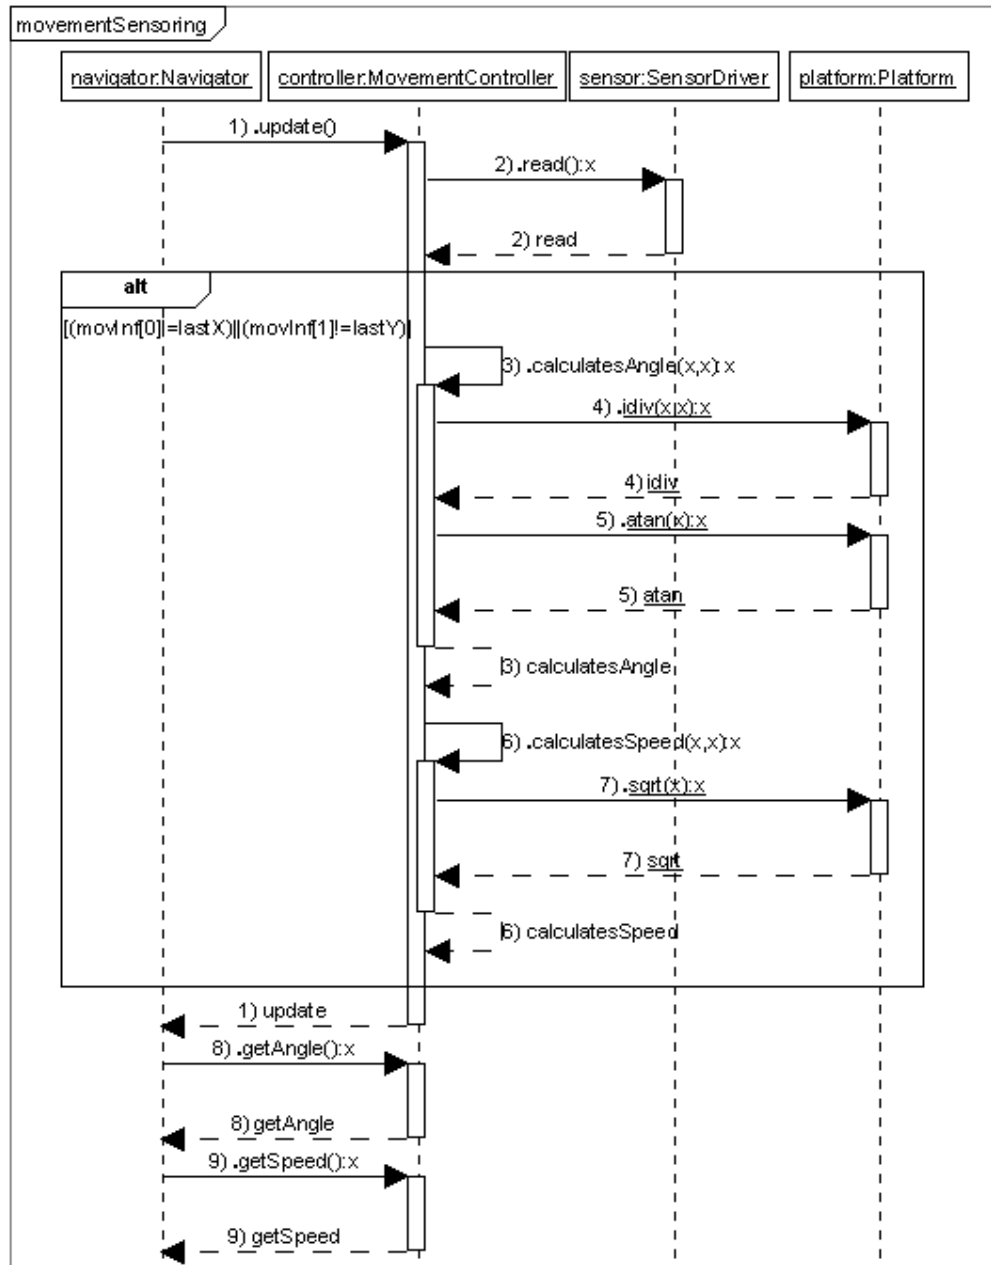 movementSensoring
navigator:Navigator
controller:MovementController
sensor:SensorDriver
platform:Platform
1) .update()
2) .read():x
2) read
alt
[(movInf[0]!=lastX)||(movInf[1]!=lastY)]
3) .calculatesAngle(x,x):x
4) .idiv(x,x):x
4) idiv
5) .atan(x):x
5) atan
3) calculatesAngle
6) .calculatesSpeed(x,x):x
7) .sqrt(x):x
7) sqrt
6) calculatesSpeed
1) update
8) .getAngle():x
8) getAngle
9) .getSpeed():x
9) getSpeed